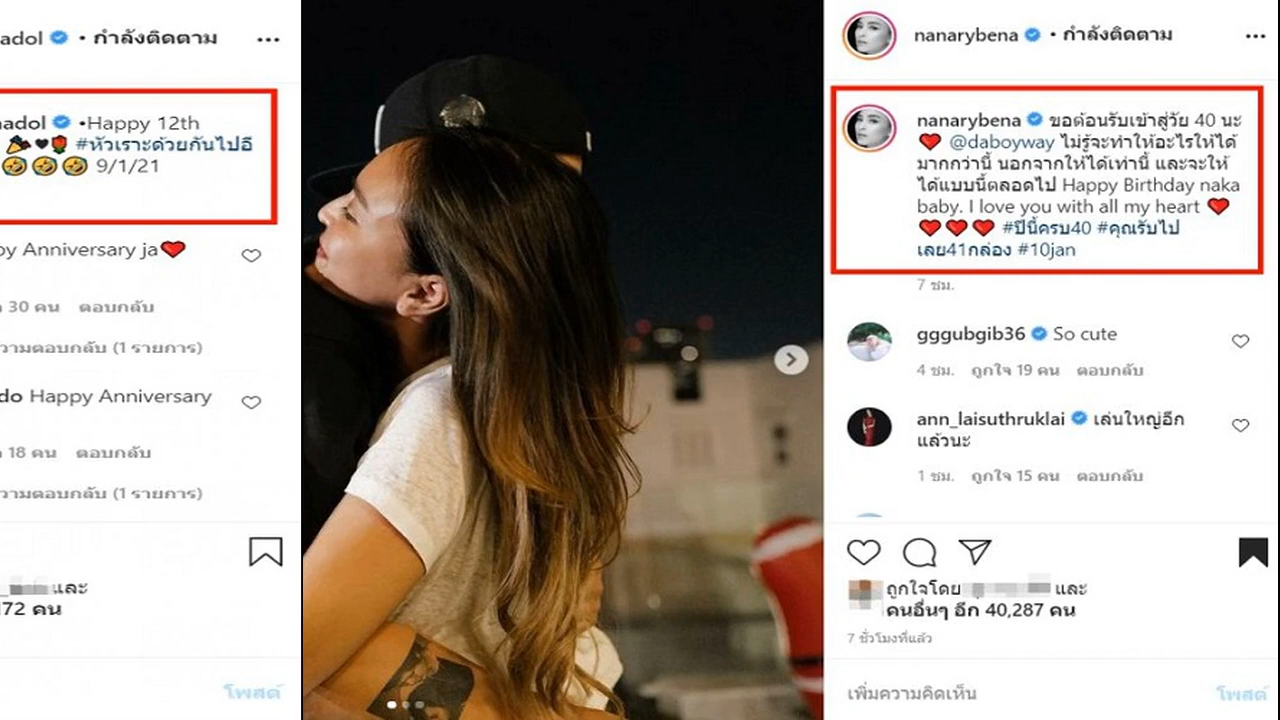 adol • กำลังติดตาม
adol •Happy 12th
#หัวเราะด้วยกันไปอี
9/1/21
py Anniversary ja
30 คน ตอบกลับ
วามตอบกลับ (1 รายการ)
do Happy Anniversary
18 คน ตอบกลับ
วามตอบกลับ (1 รายการ)
และ
172 คน
โพสต์
nanarybena • กำลังติดตาม
nanarybena ขอต้อนรับเข้าสู่วัย 40 นะ
❤️ @daboyway ไม่รู้จะทำให้อะไรให้ได้
มากกว่านี้ นอกจากให้ได้เท่านี้ และจะให้
ได้แบบนี้ตลอดไป Happy Birthday naka
baby. I love you with all my heart ❤️
❤️❤️❤️ #ปีนี้ครบ40 #คุณรับไป
เลย41กล่อง #10jan
7 ชม.
gggubgib36 So cute
4 ชม. ถูกใจ 19 คน ตอบกลับ
ann_laisuthruklai เล่นใหญ่อีก
แล้วนะ
1 ชม. ถูกใจ 15 คน ตอบกลับ
ถูกใจโดย และ
คนอื่นๆ อีก 40,287 คน
7 ชั่วโมงที่แล้ว
เพิ่มความคิดเห็น
โพสต์